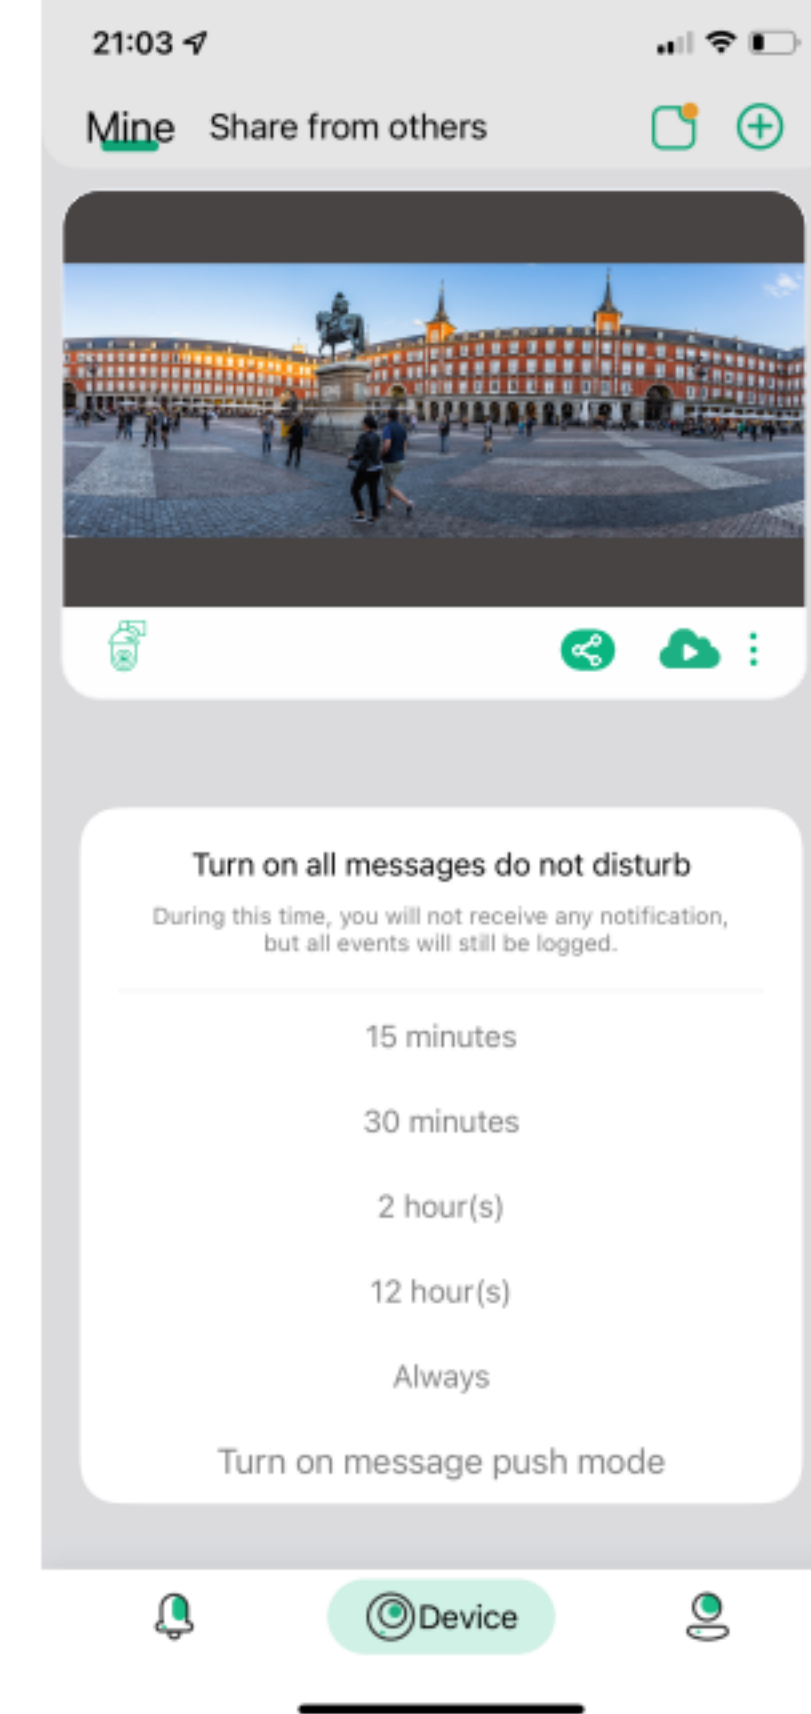 21:03
Mine Share from others
Turn on all messages do not disturb
During this time, you will not receive any notification,
but all events will still be logged.
15 minutes
30 minutes
2 hour(s)
12 hour(s)
Always
Turn on message push mode
Device